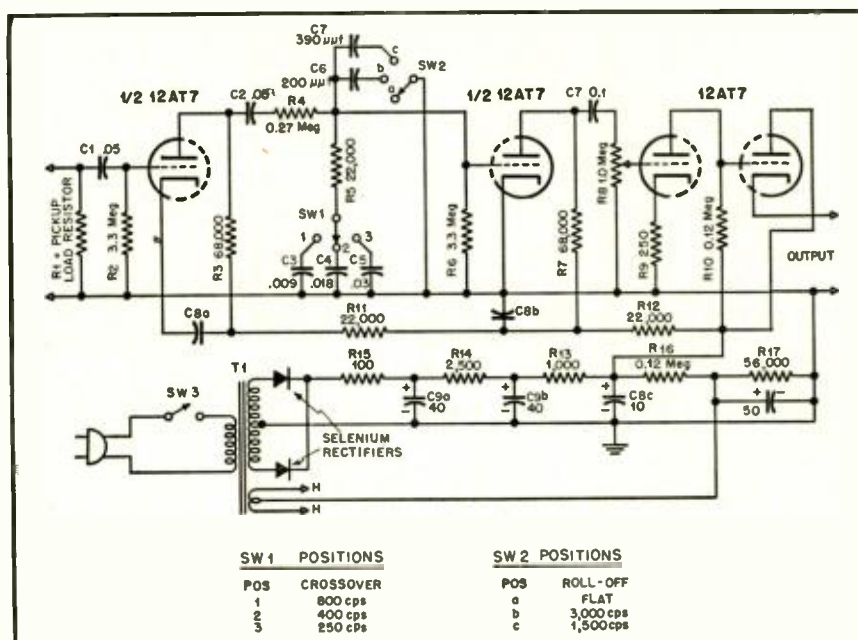 C7
390 μμf
C6
200 μμf
a
b
c
SW2
1/2 12AT7
C2 .05
R4
0.27 Meg
1/2 12AT7
C7 0.1
12AT7
C1 .05
R1 = PICKUP
LOAD RESISTOR
R2 3.3 Meg
R3 68,000
R5 22,000
SW1
1
2
3
C3
.009
C4
.018
C5
.03
R6 3.3 Meg
R7 68,000
R8 1.0 Meg
R9 250
R10 0.12 Meg
OUTPUT
C8a
R11
22,000
C8b
R12
22,000
T1
SW3
R15
100
R14
2,500
R13
1,000
R16
0.12 Meg
R17
56,000
+
-
C9a
40
+
-
C9b
40
+
-
C8c
10
+ -
50
SELENIUM
RECTIFIERS
H
H
SW1 POSITIONS
POS CROSSOVER
1 800 cps
2 400 cps
3 250 cps
SW2 POSITIONS
POS ROLL-OFF
a FLAT
b 3,000 cps
c 1,500 cps